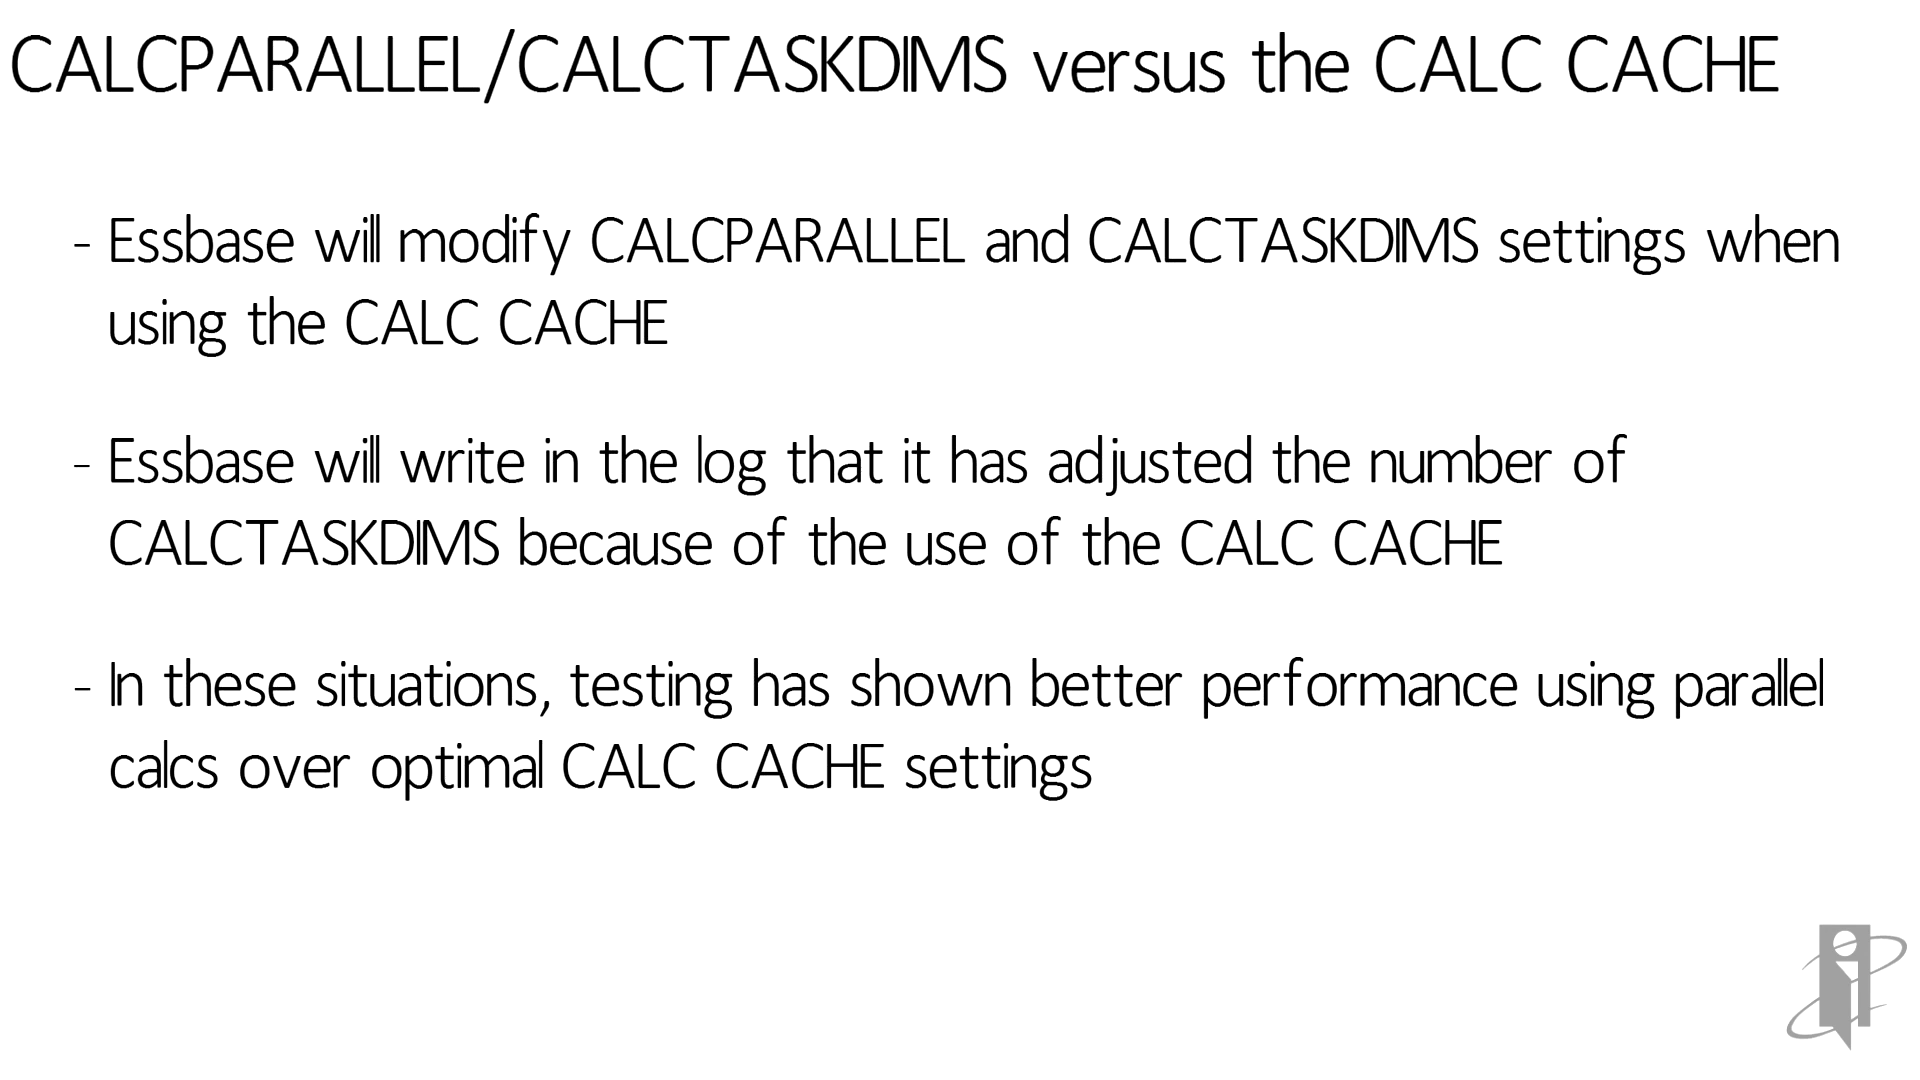 CALCPARALLEL/CALCTASKDIMS versus the CALC CACHE
- Essbase will modify CALCPARALLEL and CALCTASKDIMS settings when
using the CALC CACHE
- Essbase will write in the log that it has adjusted the number of
CALCTASKDIMS because of the use of the CALC CACHE
- In these situations, testing has shown better performance using parallel
calcs over optimal CALC CACHE settings